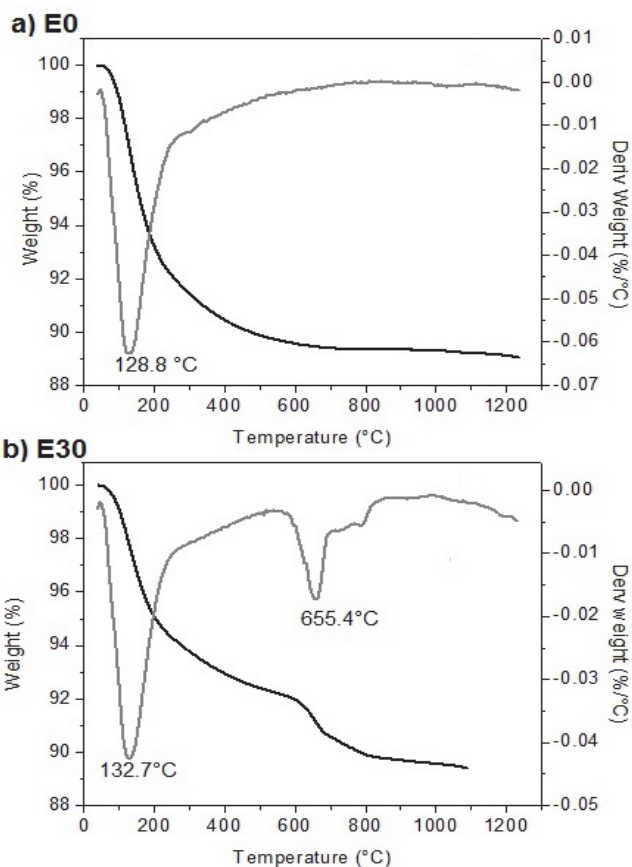 a) E0
100
98
96
94
92
90
88
Weight (%)
0.01
0.00
-0.01
-0.02
-0.03
-0.04
-0.05
-0.06
-0.07
Deriv Weight (%/°C)
128.8 °C
0 200 400 600 800 1000 1200
Temperature (°C)
b) E30
100
98
96
94
92
90
88
Weight (%)
0.00
-0.01
-0.02
-0.03
-0.04
-0.05
Derv weight (%/°C)
655.4°C
132.7°C
0 200 400 600 800 1000 1200
Temperature (°C)